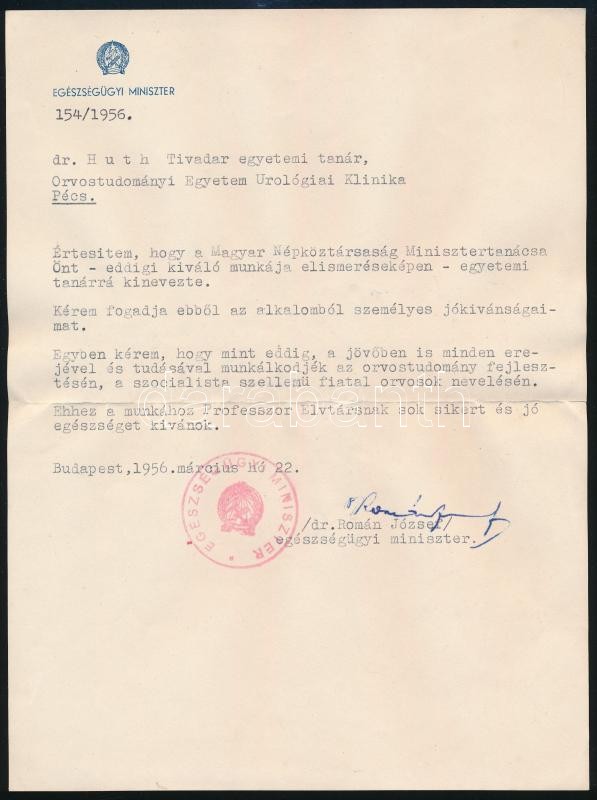 EGÉSZSÉGÜGYI MINISZTER
154/1956.
dr. H u t h Tivadar egyetemi tanár,
Orvostudományi Egyetem Urológiai Klinika
Pécs.
Értesitem, hogy a Magyar Népköztársaság Minisztertanácsa
Önt - eddigi kiváló munkája elismeréseképen - egyetemi
tanárrá kinevezte.
Kérem fogadja ebből az alkalomból személyes jókivánságai-
mat.
Egyben kérem, hogy mint eddig, a jövőben is minden ere-
jével és tudásával munkálkodjék az orvostudomány fejlesz-
tésén, a szocialista szellemü fiatal orvosok nevelésén.
Ehhez a munkához Professzor Elvtársnak sok sikert és jó
egészséget kivánok.
darabanth
Budapest,1956.március hó 22.
EGÉSZSÉGÜGYI MINISZTER
/dr.Román József/
egészségügyi miniszter.